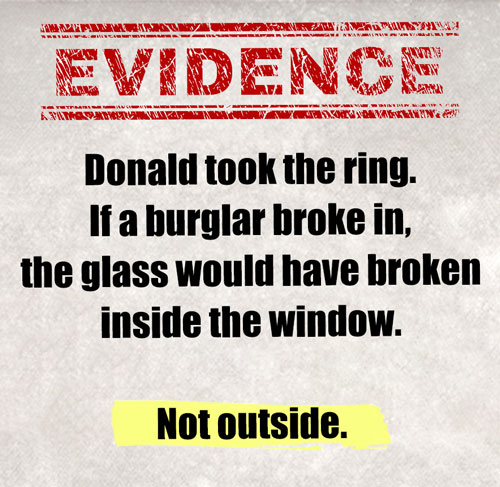 EVIDENCE
Donald took the ring.
If a burglar broke in,
the glass would have broken
inside the window.
Not outside.